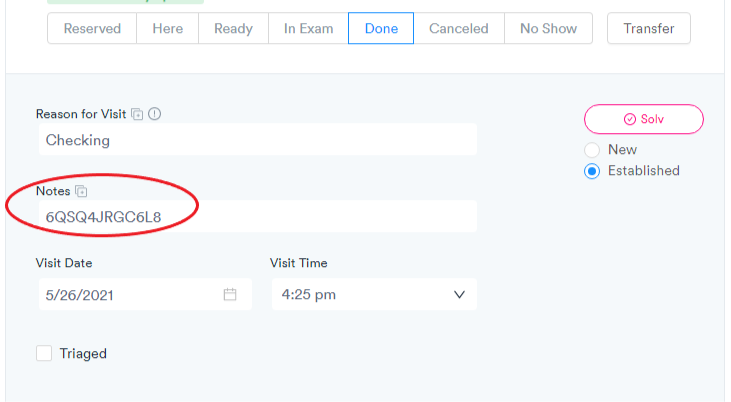 Reserved Here Ready In Exam Done Canceled No Show Transfer
Reason for Visit
Checking
Solv
New
Established
Notes
6QSQ4JRGC6L8
Visit Date Visit Time
5/26/2021 4:25 pm
Triaged